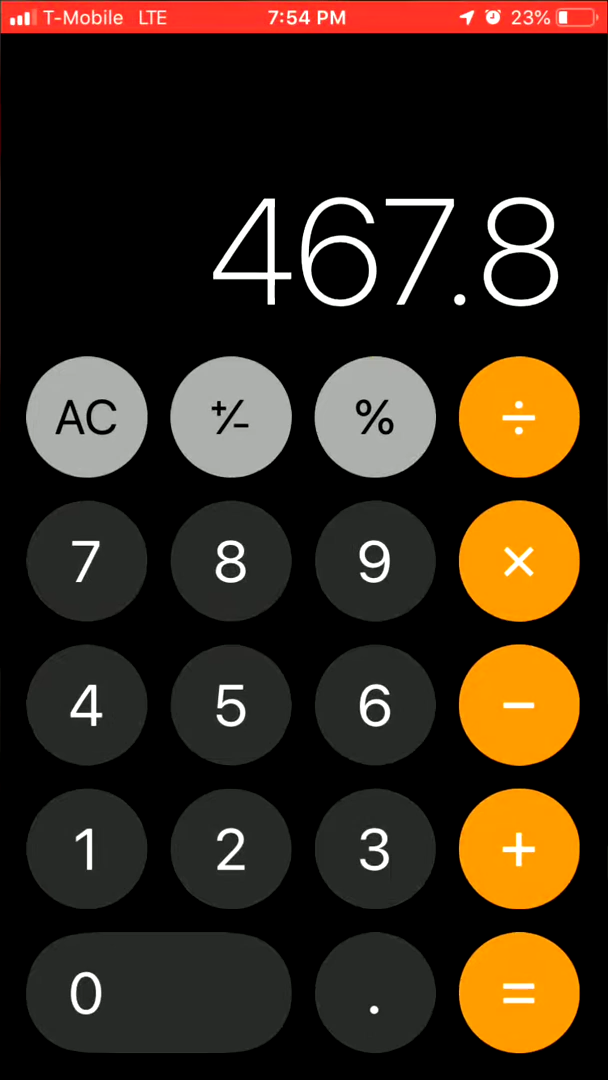 T-Mobile LTE 7:54 PM 23%
467.8
AC +/- % ÷
7 8 9 ×
4 5 6 −
1 2 3 +
0 . =